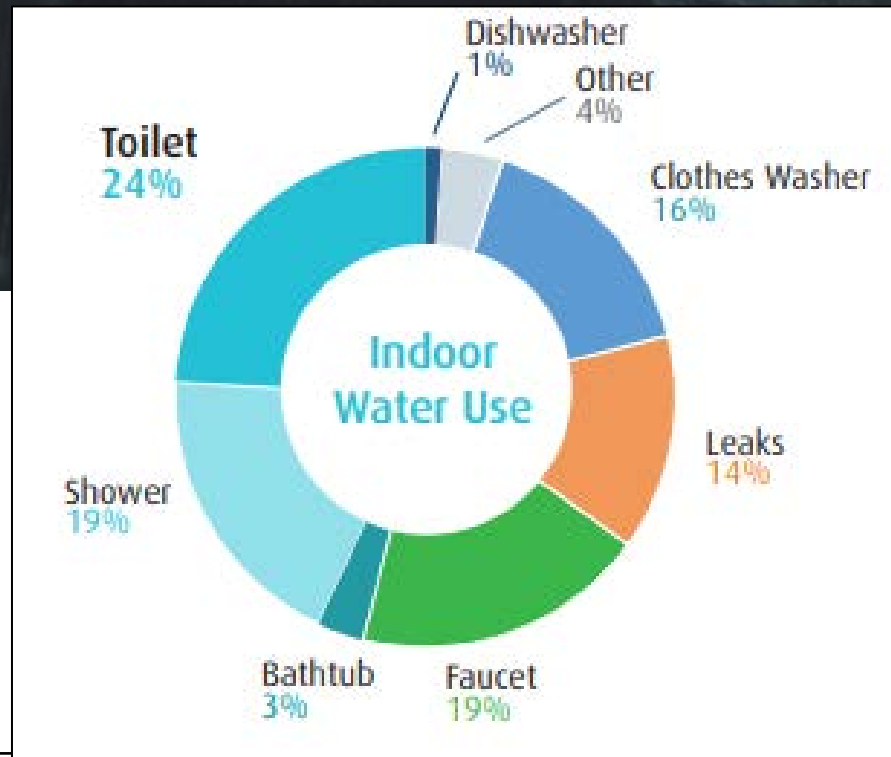 Dishwasher
1%
Other
4%
Toilet
24%
Clothes Washer
16%
Indoor
Water Use
Leaks
14%
Shower
19%
Bathtub
3%
Faucet
19%